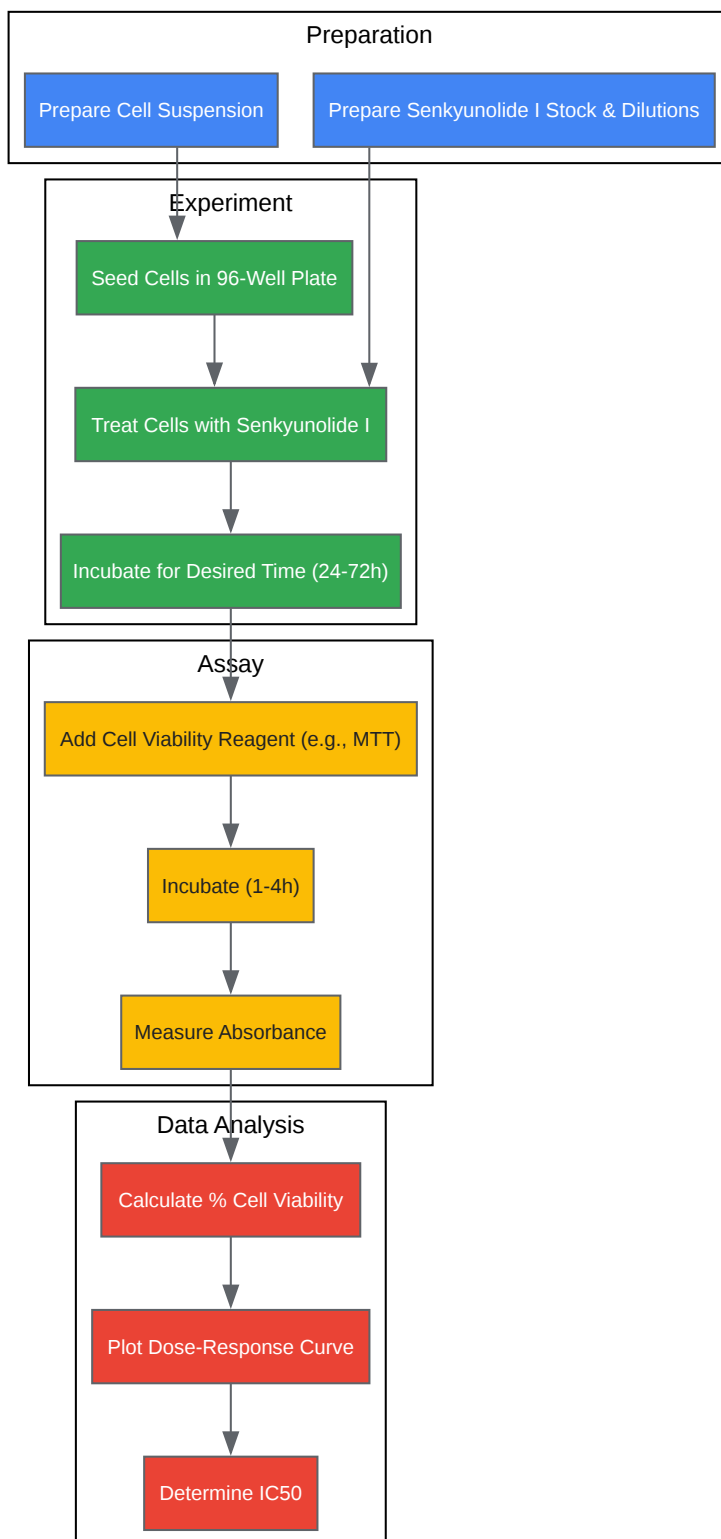 Preparation
Prepare Cell Suspension
Prepare Senkyunolide I Stock & Dilutions
Experiment
Seed Cells in 96-Well Plate
Treat Cells with Senkyunolide I
Incubate for Desired Time (24-72h)
Assay
Add Cell Viability Reagent (e.g., MTT)
Incubate (1-4h)
Measure Absorbance
Data Analysis
Calculate % Cell Viability
Plot Dose-Response Curve
Determine IC50